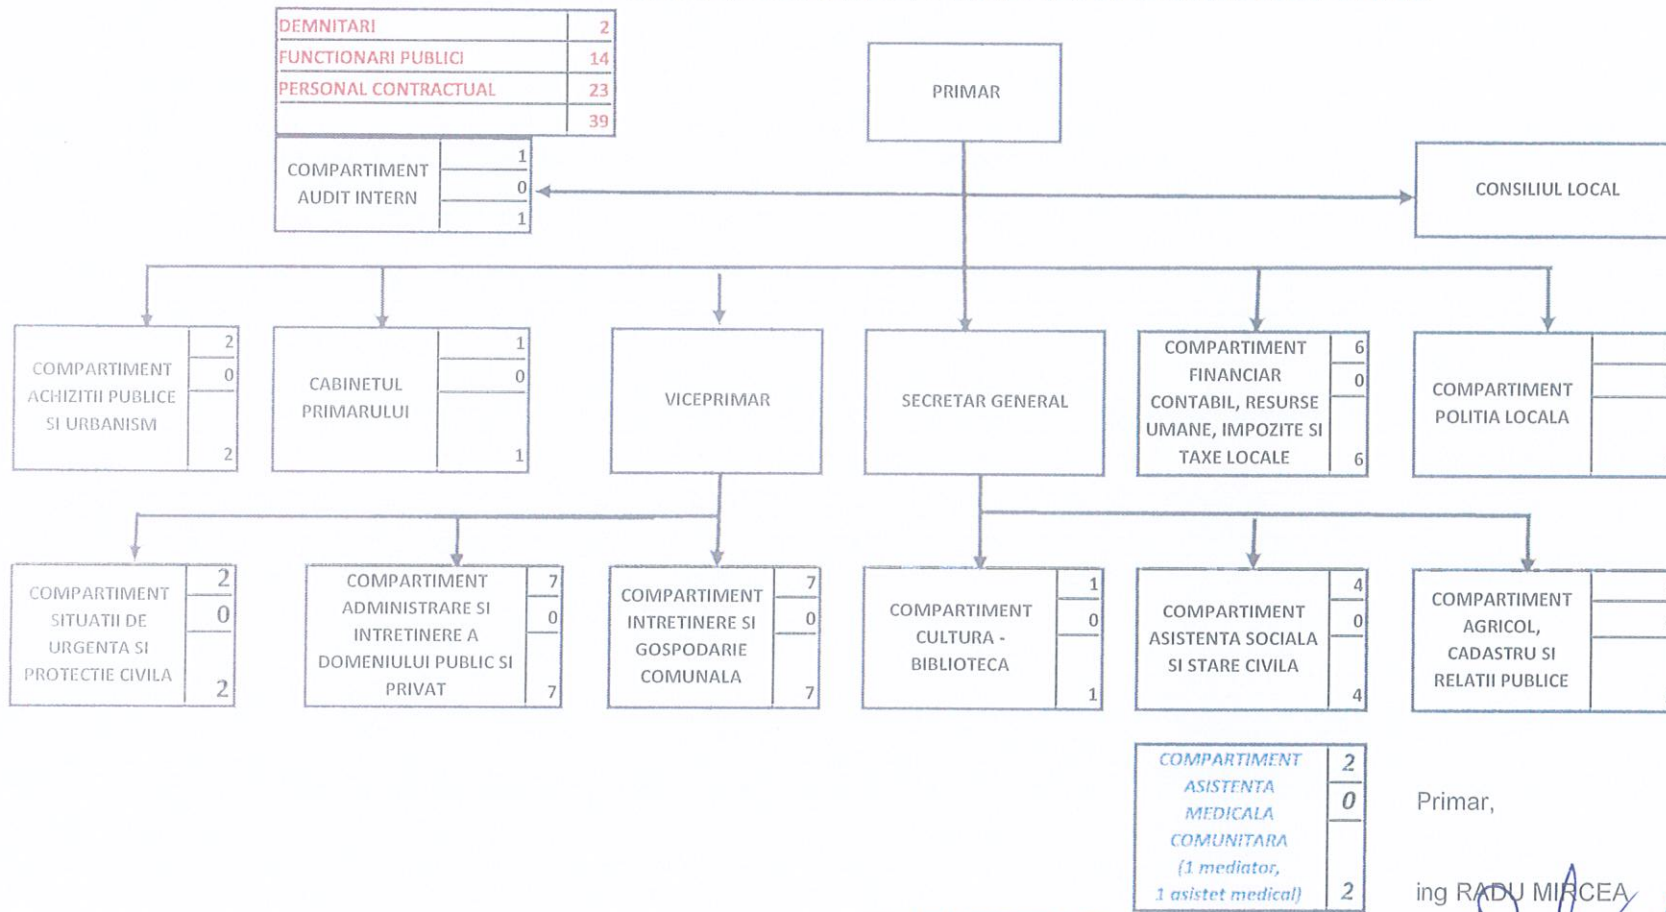 DEMNITARI 2
FUNCTIONARI PUBLICI 14
PERSONAL CONTRACTUAL 23
39
PRIMAR
COMPARTIMENT
AUDIT INTERN
1
0
1
CONSILIUL LOCAL
COMPARTIMENT
ACHIZITII PUBLICE
SI URBANISM
2
0
2
CABINETUL
PRIMARULUI
1
0
1
VICEPRIMAR
SECRETAR GENERAL
COMPARTIMENT
FINANCIAR
CONTABIL, RESURSE
UMANE, IMPOZITE SI
TAXE LOCALE
6
0
6
COMPARTIMENT
POLITIA LOCALA
COMPARTIMENT
SITUATII DE
URGENTA SI
PROTECTIE CIVILA
2
0
2
COMPARTIMENT
ADMINISTRARE SI
INTRETINERE A
DOMENIULUI PUBLIC SI
PRIVAT
7
0
7
COMPARTIMENT
INTRETINERE SI
GOSPODARIE
COMUNALA
7
0
7
COMPARTIMENT
CULTURA -
BIBLIOTECA
1
0
1
COMPARTIMENT
ASISTENTA SOCIALA
SI STARE CIVILA
4
0
4
COMPARTIMENT
AGRICOL,
CADASTRU SI
RELATII PUBLICE
COMPARTIMENT
ASISTENTA
MEDICALA
COMUNITARA
(1 mediator,
1 asistet medical)
2
0
2
Primar,
ing RADU MIRCEA